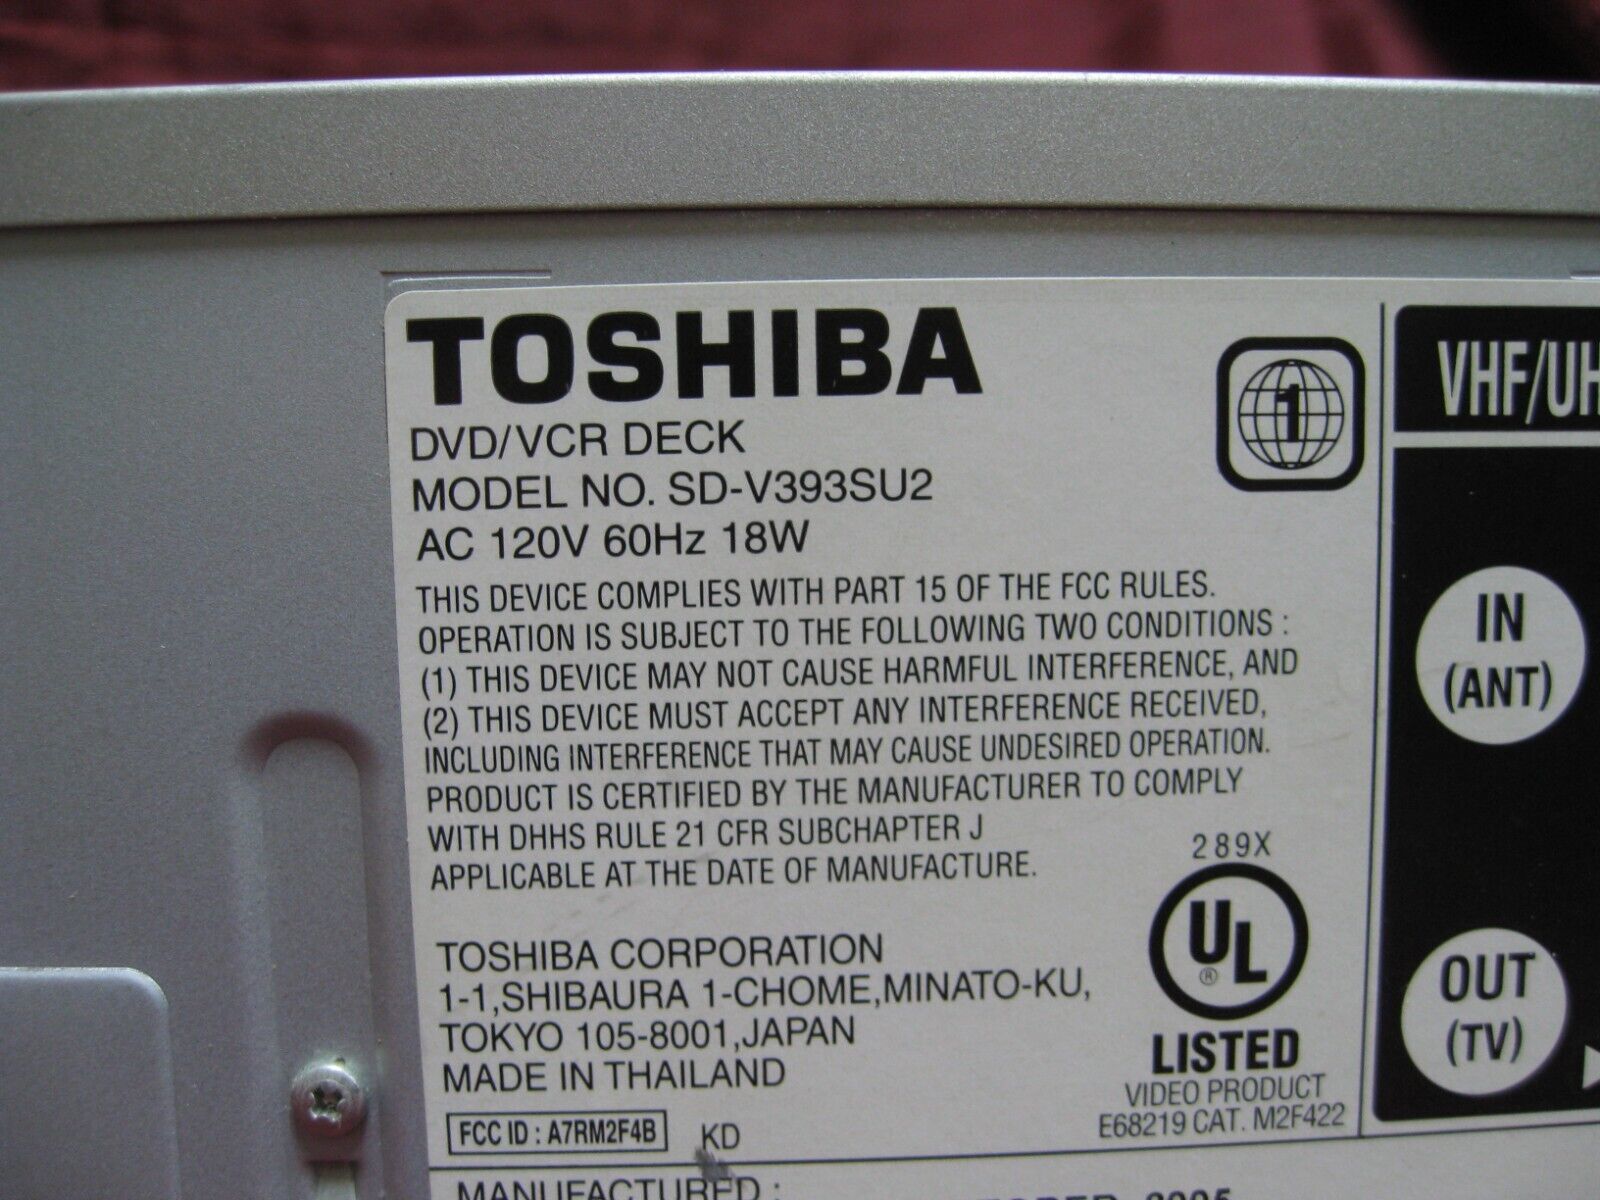 TOSHIBA
DVD/VCR DECK
MODEL NO. SD-V393SU2
AC 120V 60Hz 18W
THIS DEVICE COMPLIES WITH PART 15 OF THE FCC RULES.
OPERATION IS SUBJECT TO THE FOLLOWING TWO CONDITIONS :
(1) THIS DEVICE MAY NOT CAUSE HARMFUL INTERFERENCE, AND
(2) THIS DEVICE MUST ACCEPT ANY INTERFERENCE RECEIVED,
INCLUDING INTERFERENCE THAT MAY CAUSE UNDESIRED OPERATION.
PRODUCT IS CERTIFIED BY THE MANUFACTURER TO COMPLY
WITH DHHS RULE 21 CFR SUBCHAPTER J
APPLICABLE AT THE DATE OF MANUFACTURE.
TOSHIBA CORPORATION
1-1,SHIBAURA 1-CHOME,MINATO-KU,
TOKYO 105-8001,JAPAN
MADE IN THAILAND
FCC ID : A7RM2F4B
KD
MANUFACTURED :
1
289X
UL ®
LISTED
VIDEO PRODUCT
E68219 CAT. M2F422
VHF/UH
IN
(ANT)
OUT
(TV)